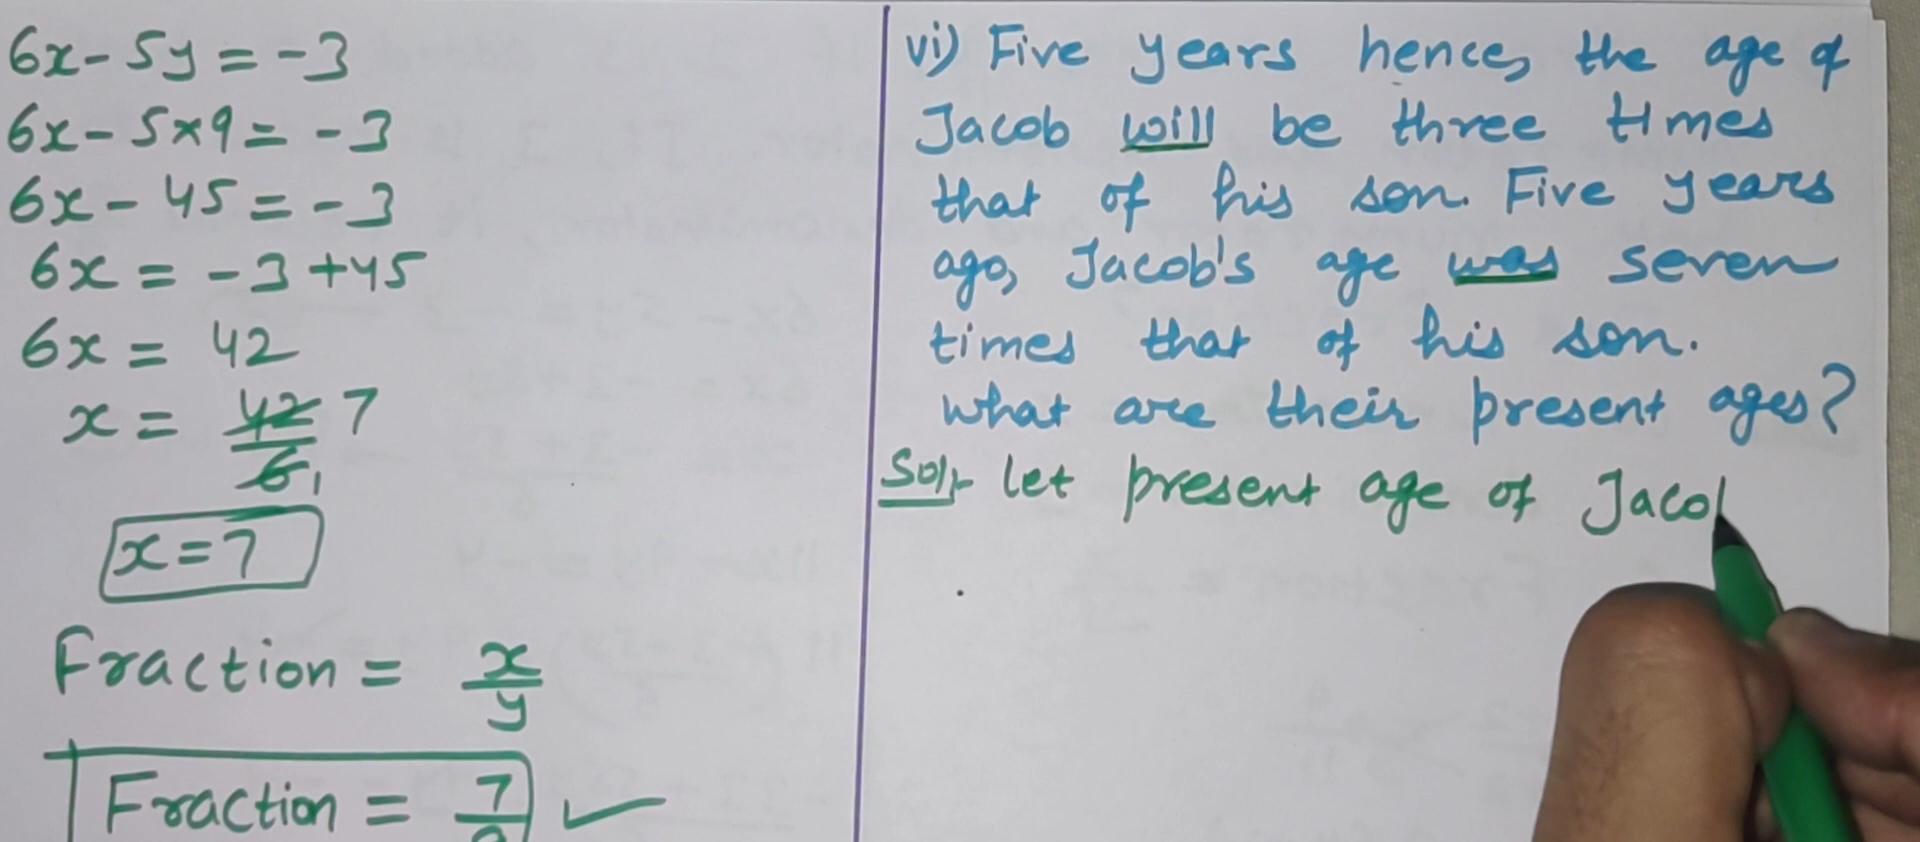 6x - 5y = -3
6x - 5×9 = -3
6x - 45 = -3
6x = -3 + 45
6x = 42
x = 42/6 7
1
x = 7
Fraction = x/y
Fraction = 7/
vi) Five years hence, the age of
Jacob will be three times
that of his son. Five years
ago, Jacob's age was seven
times that of his son.
what are their present ages?
Sol:- let present age of Jacob